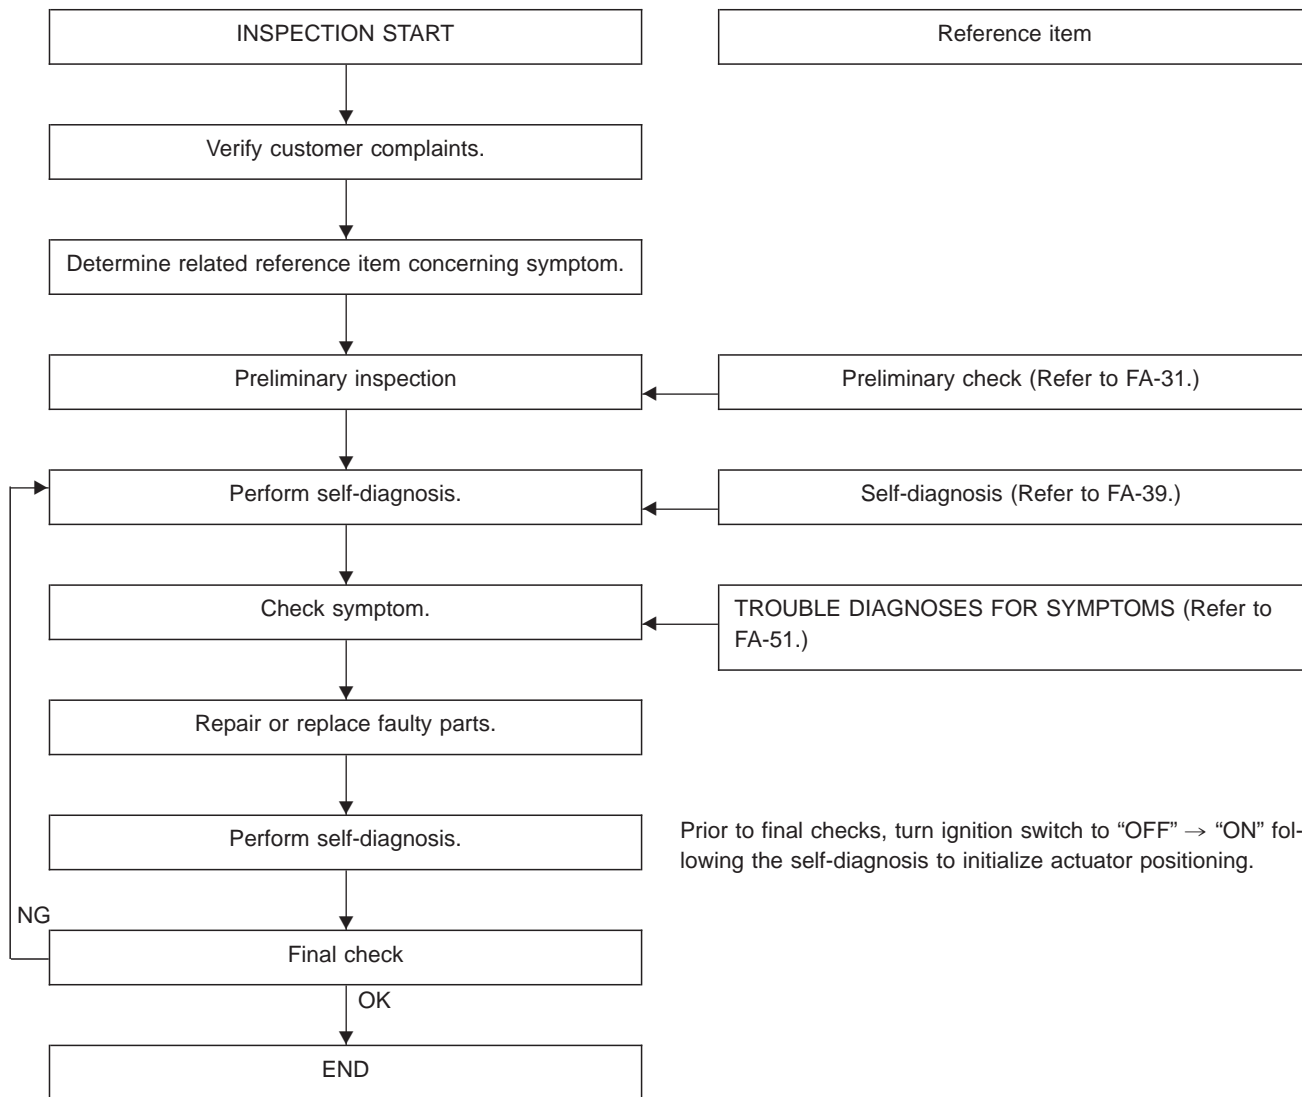 INSPECTION START
Reference item
Verify customer complaints.
Determine related reference item concerning symptom.
Preliminary inspection
Preliminary check (Refer to FA-31.)
Perform self-diagnosis.
Self-diagnosis (Refer to FA-39.)
Check symptom.
TROUBLE DIAGNOSES FOR SYMPTOMS (Refer to
FA-51.)
Repair or replace faulty parts.
Perform self-diagnosis.
Prior to final checks, turn ignition switch to “OFF” → “ON” fol-
lowing the self-diagnosis to initialize actuator positioning.
NG
Final check
OK
END